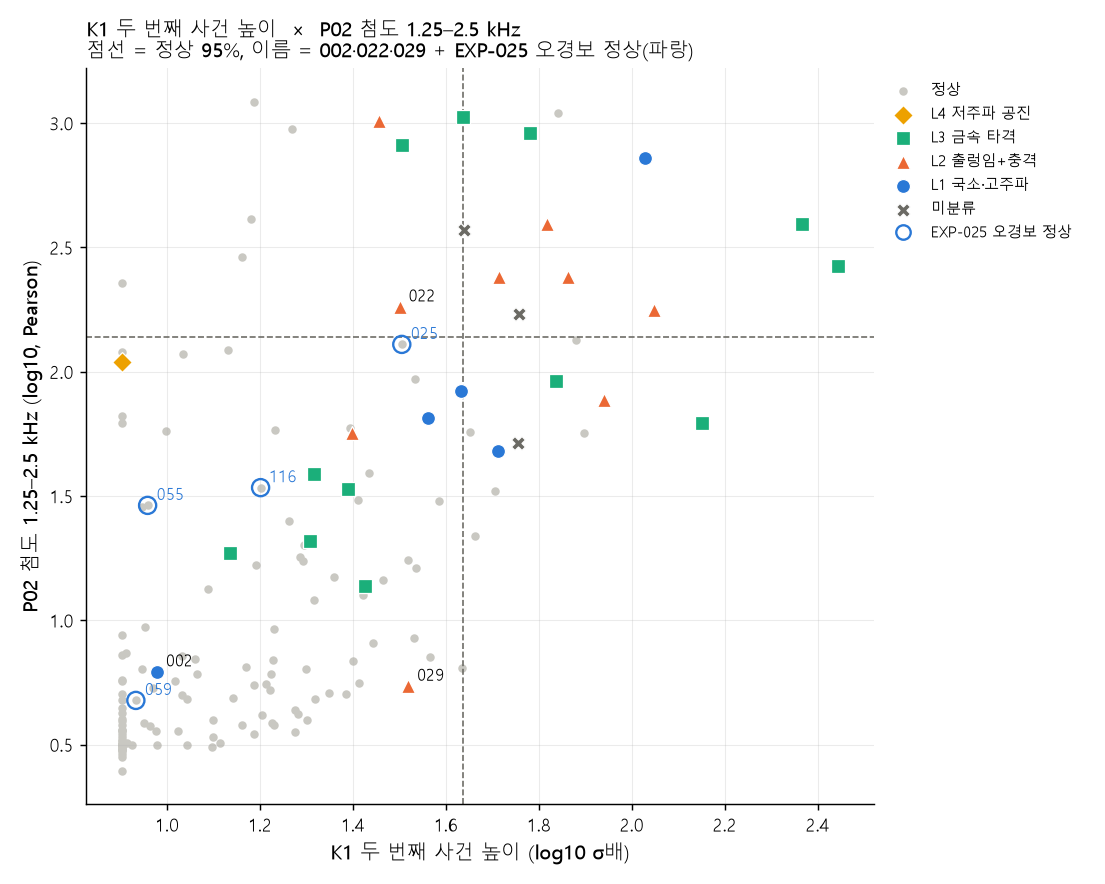 K1 두 번째 사건 높이 × P02 첨도 1.25–2.5 kHz
점선 = 정상 95%, 이름 = 002·022·029 + EXP-025 오경보 정상(파랑)
정상
L4 저주파 공진
L3 금속 타격
L2 출렁임+충격
L1 국소·고주파
미분류
EXP-025 오경보 정상
P02 첨도 1.25–2.5 kHz (log10, Pearson)
3.0
2.5
2.0
1.5
1.0
0.5
022
025
055
116
002
059
029
1.0
1.2
1.4
1.6
1.8
2.0
2.2
2.4
K1 두 번째 사건 높이 (log10 σ배)